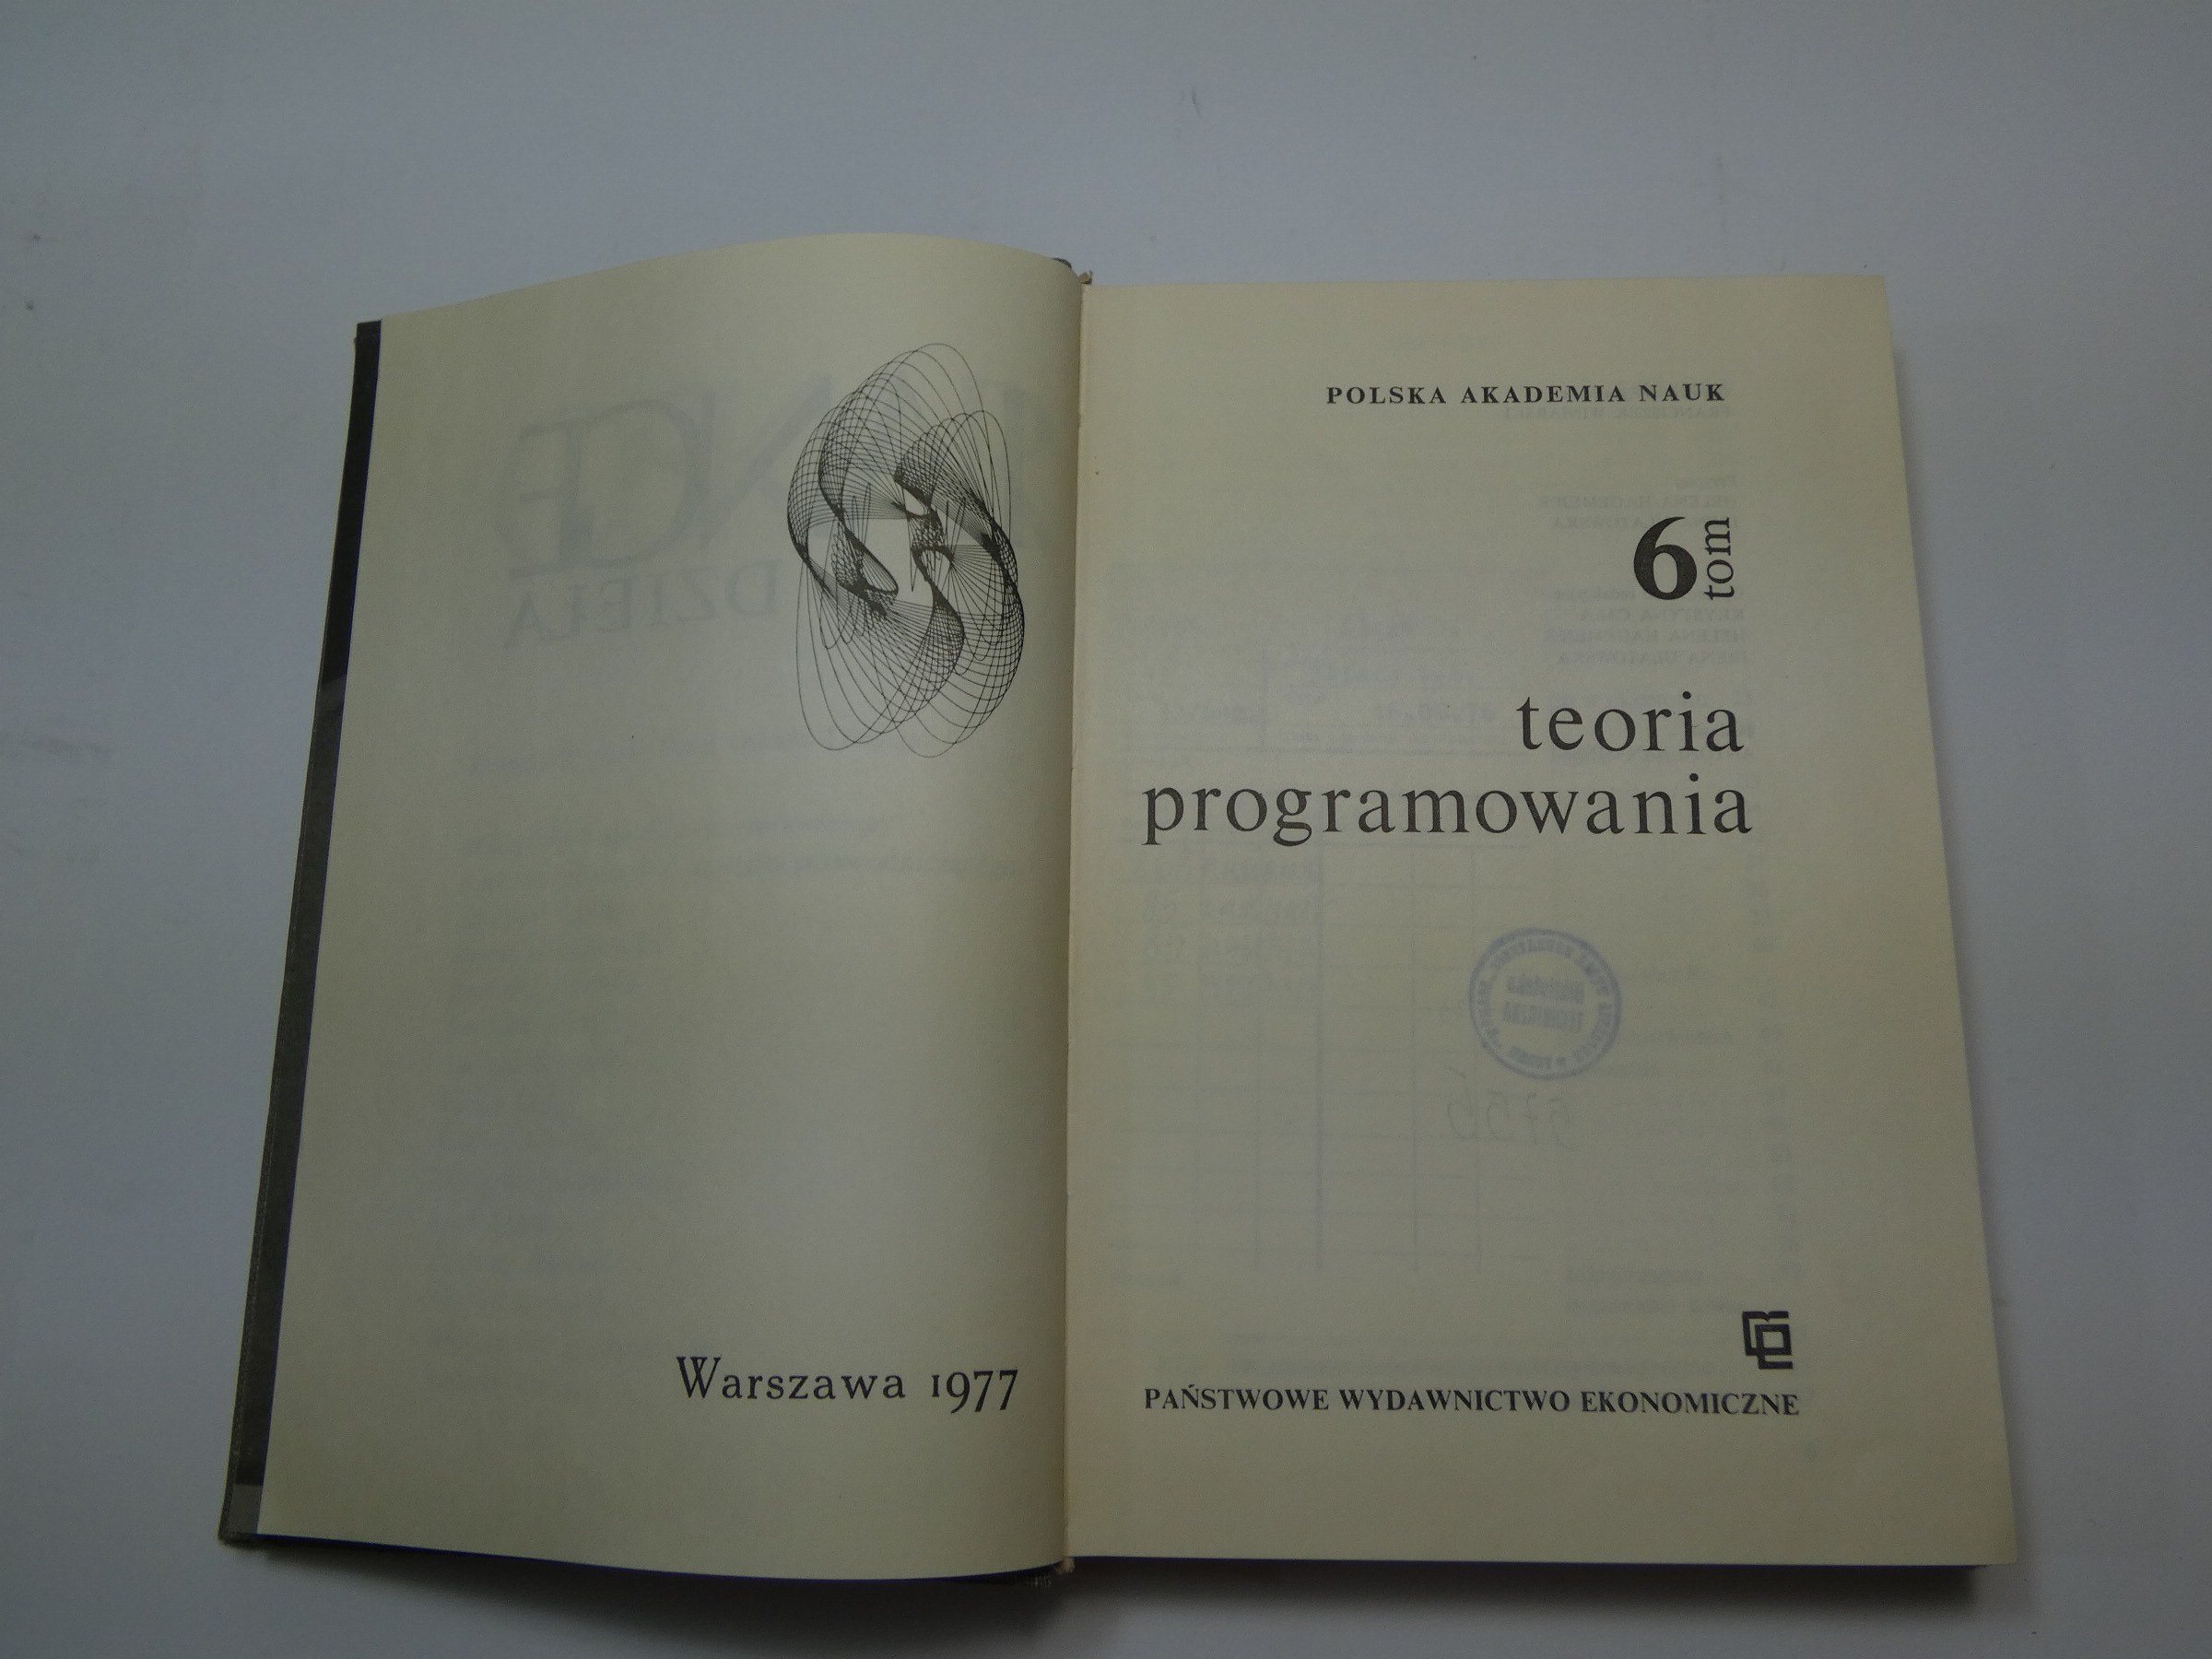 Warszawa 1977
POLSKA AKADEMIA NAUK
6 tom
teoria
programowania
PAŃSTWOWE WYDAWNICTWO EKONOMICZNE